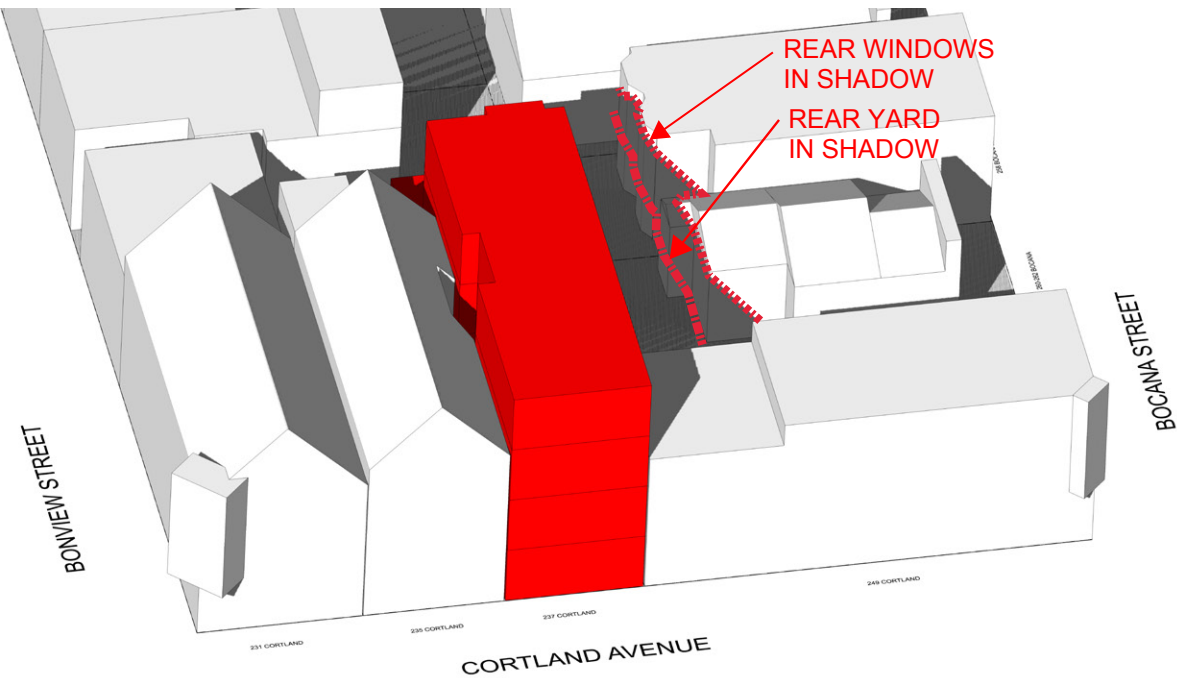 REAR WINDOWS
IN SHADOW
REAR YARD
IN SHADOW
BONVIEW STREET
BOCANA STREET
231 CORTLAND
235 CORTLAND
237 CORTLAND
249 CORTLAND
CORTLAND AVENUE